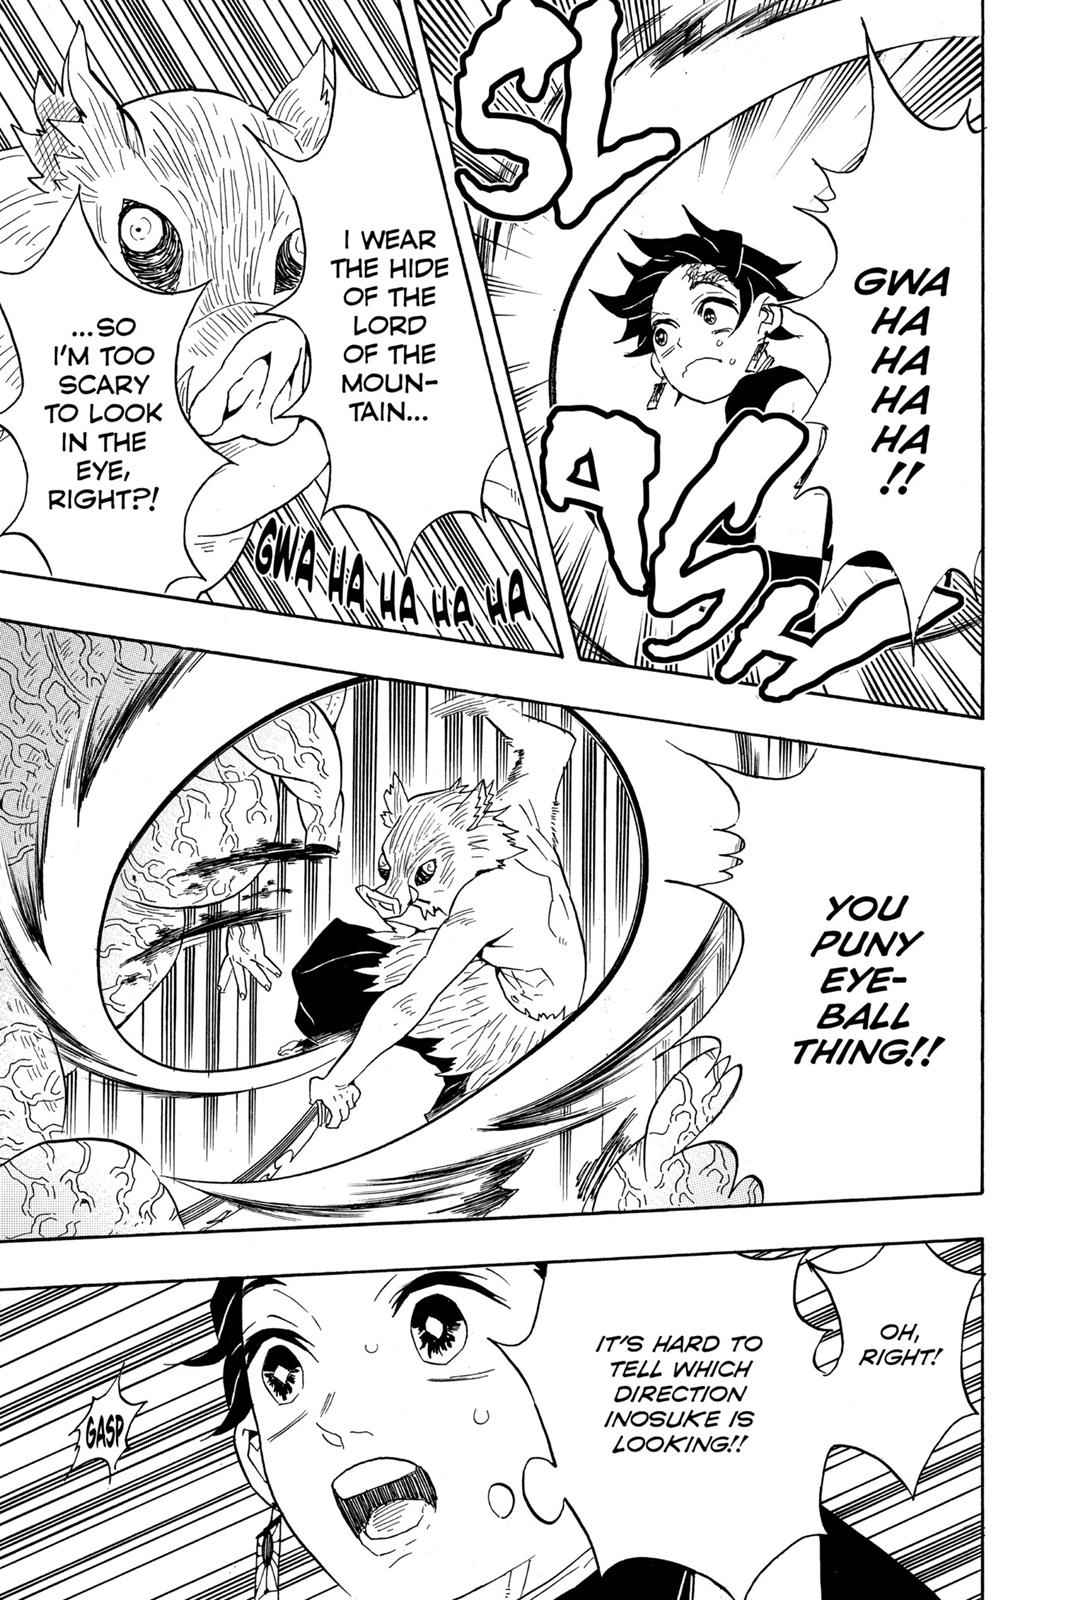 SL
ASH
GWA
HA
HA
HA
HA
!!
I WEAR
THE HIDE
OF THE
LORD
OF THE
MOUN-
TAIN...
...SO
I'M TOO
SCARY
TO LOOK
IN THE
EYE,
RIGHT?!
GWA HA HA HA HA
YOU
PUNY
EYE-
BALL
THING!!
OH,
RIGHT!
IT'S HARD TO
TELL WHICH
DIRECTION
INOSUKE IS
LOOKING!!
GASP